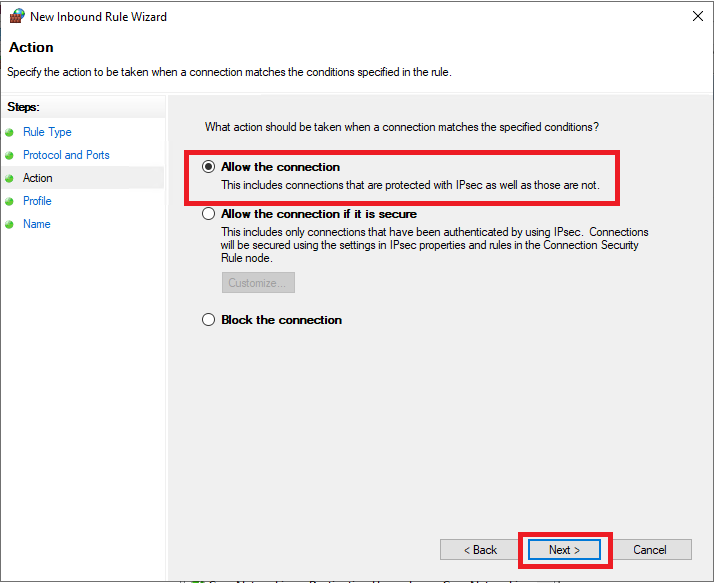 New Inbound Rule Wizard
Action
Specify the action to be taken when a connection matches the conditions specified in the rule.
Steps:
Rule Type
Protocol and Ports
Action
Profile
Name
What action should be taken when a connection matches the specified conditions?
Allow the connection
This includes connections that are protected with IPsec as well as those are not.
Allow the connection if it is secure
This includes only connections that have been authenticated by using IPsec. Connections
will be secured using the settings in IPsec properties and rules in the Connection Security
Rule node.
Customize...
Block the connection
< Back
Next >
Cancel